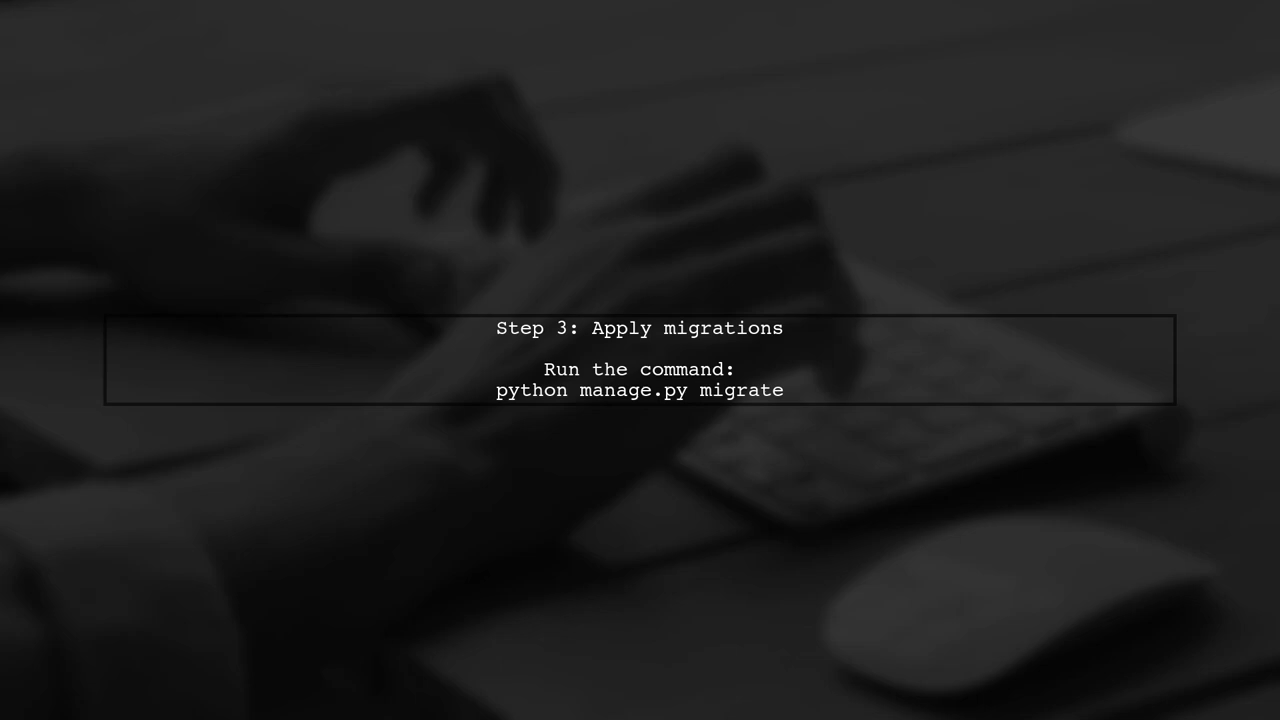 Step 3: Apply migrations
Run the command:
python manage.py migrate